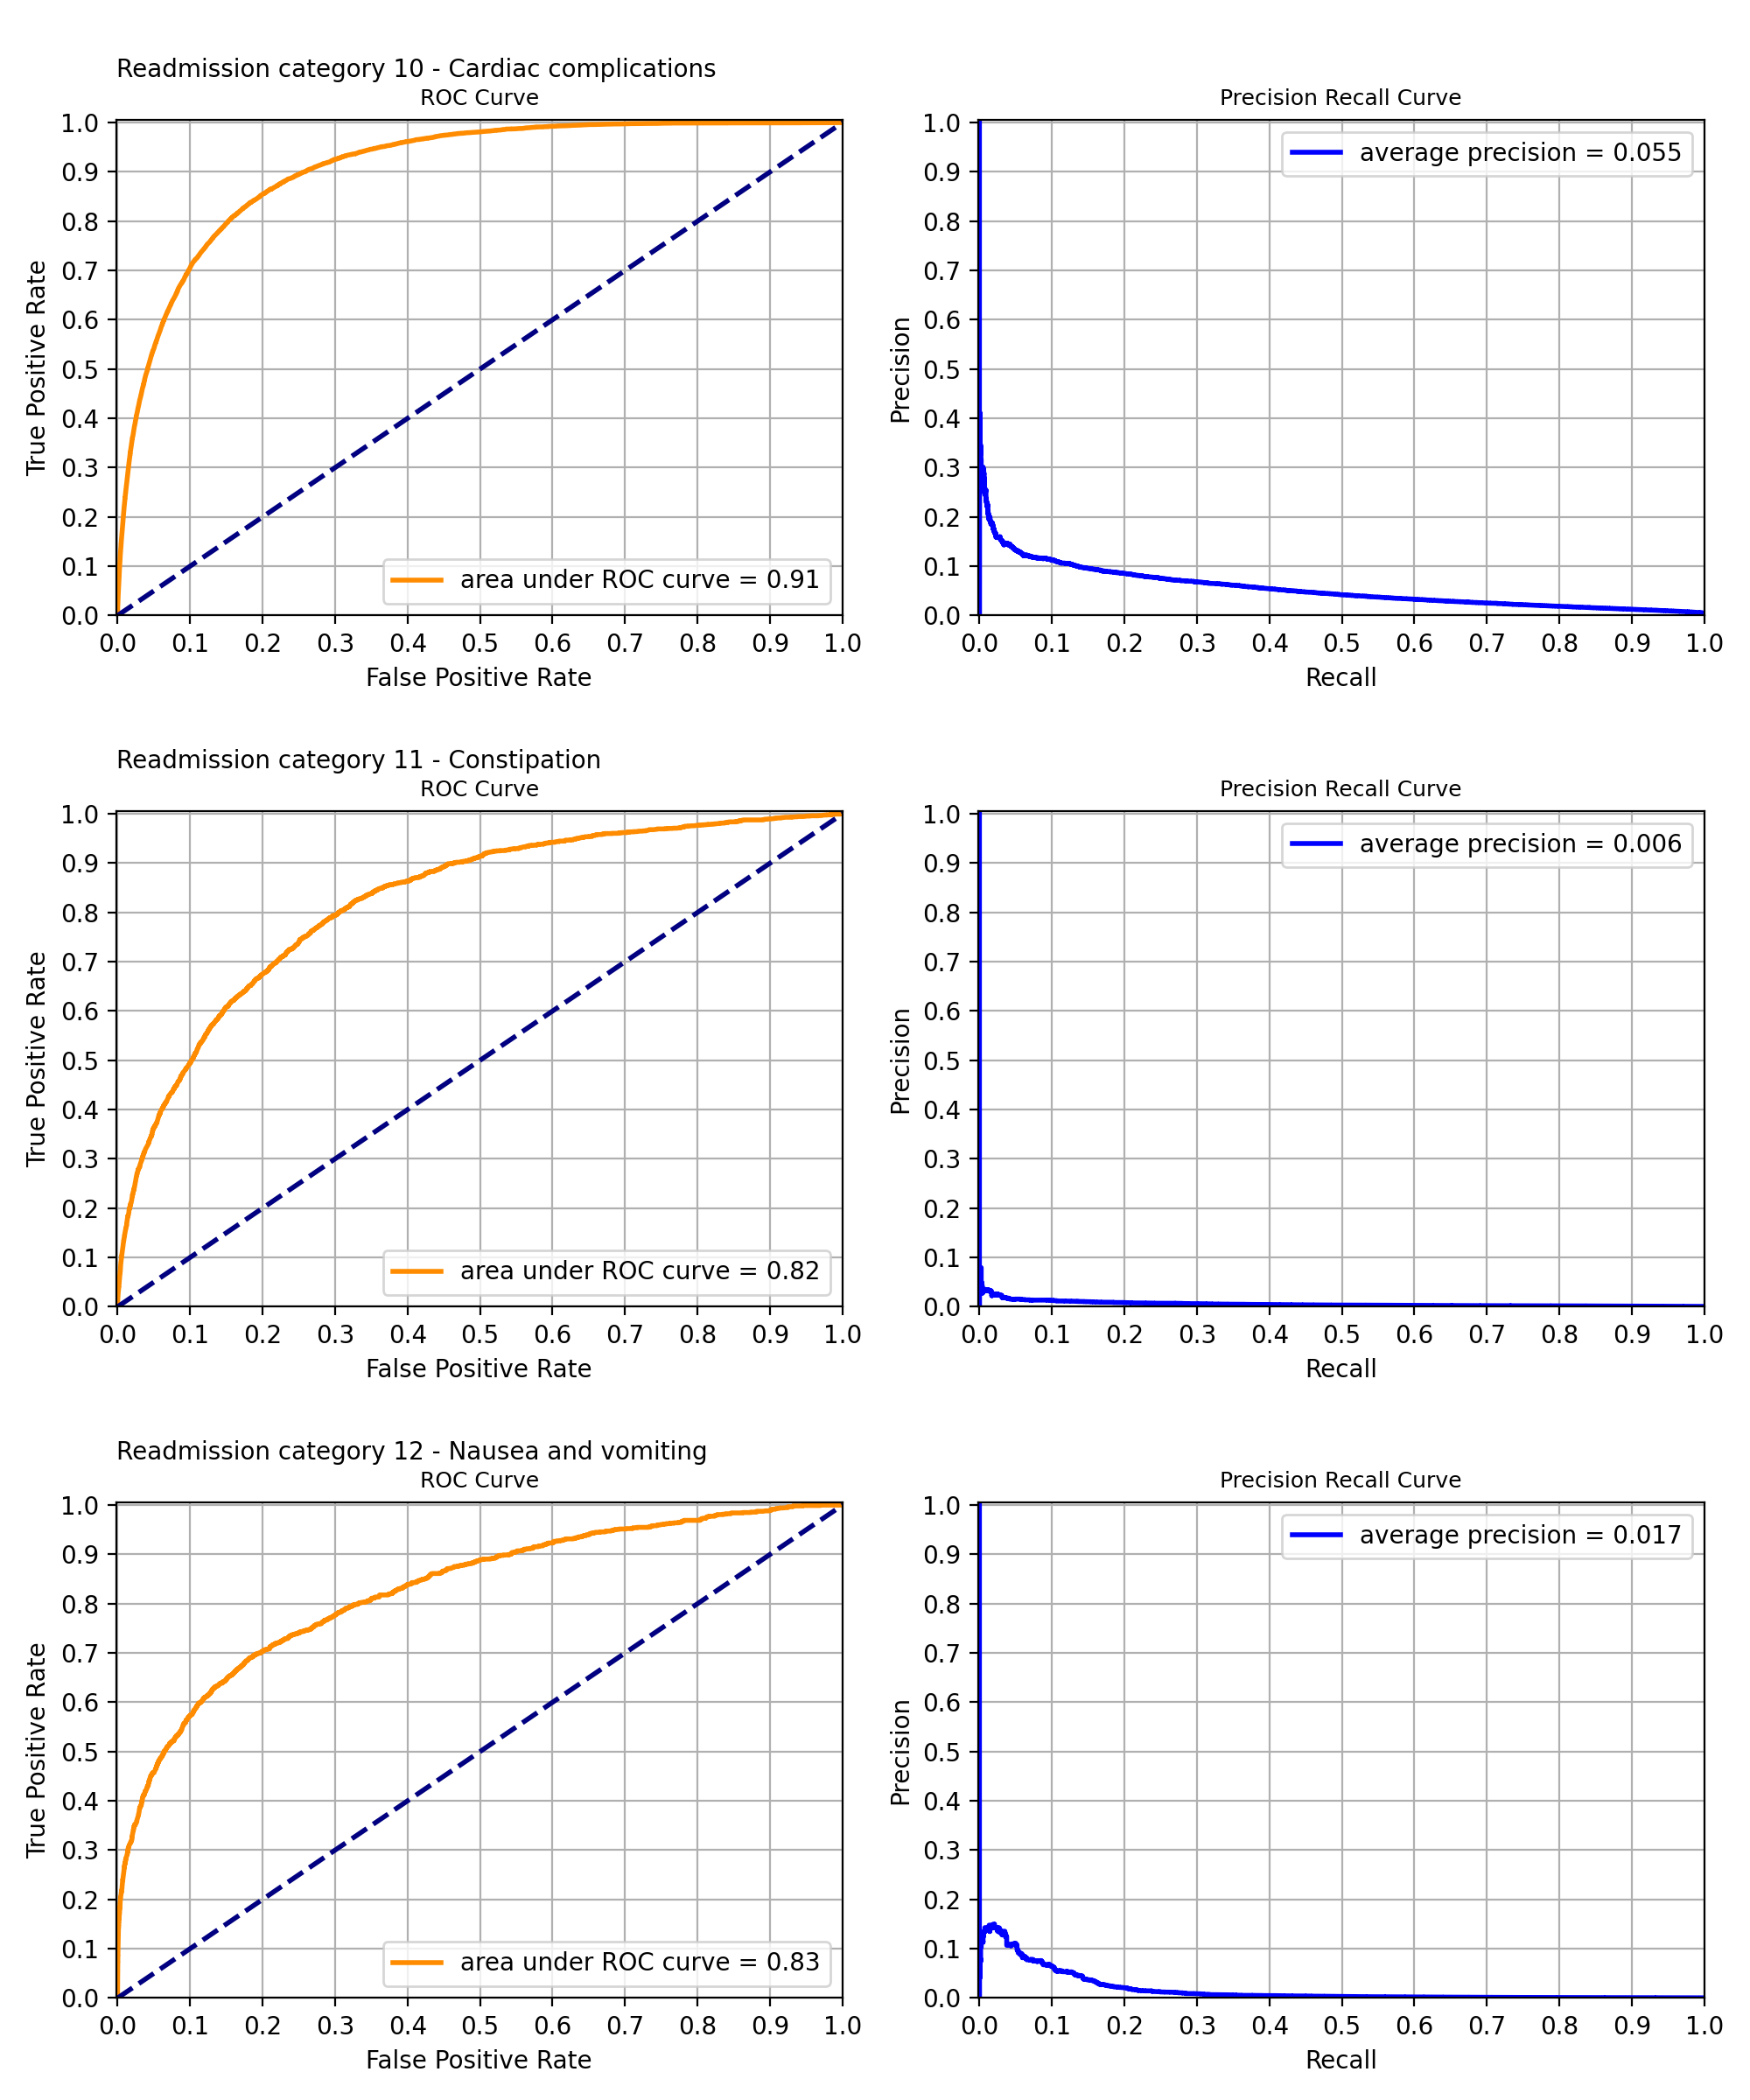 Readmission category 10 - Cardiac complications
ROC Curve
True Positive Rate
1.0
0.9
0.8
0.7
0.6
0.5
0.4
0.3
0.2
0.1
0.0
area under ROC curve = 0.91
0.0 0.1 0.2 0.3 0.4 0.5 0.6 0.7 0.8 0.9 1.0
False Positive Rate
Precision Recall Curve
Precision
1.0
0.9
0.8
0.7
0.6
0.5
0.4
0.3
0.2
0.1
0.0
average precision = 0.055
0.0 0.1 0.2 0.3 0.4 0.5 0.6 0.7 0.8 0.9 1.0
Recall
Readmission category 11 - Constipation
ROC Curve
True Positive Rate
1.0
0.9
0.8
0.7
0.6
0.5
0.4
0.3
0.2
0.1
0.0
area under ROC curve = 0.82
0.0 0.1 0.2 0.3 0.4 0.5 0.6 0.7 0.8 0.9 1.0
False Positive Rate
Precision Recall Curve
Precision
1.0
0.9
0.8
0.7
0.6
0.5
0.4
0.3
0.2
0.1
0.0
average precision = 0.006
0.0 0.1 0.2 0.3 0.4 0.5 0.6 0.7 0.8 0.9 1.0
Recall
Readmission category 12 - Nausea and vomiting
ROC Curve
True Positive Rate
1.0
0.9
0.8
0.7
0.6
0.5
0.4
0.3
0.2
0.1
0.0
area under ROC curve = 0.83
0.0 0.1 0.2 0.3 0.4 0.5 0.6 0.7 0.8 0.9 1.0
False Positive Rate
Precision Recall Curve
Precision
1.0
0.9
0.8
0.7
0.6
0.5
0.4
0.3
0.2
0.1
0.0
average precision = 0.017
0.0 0.1 0.2 0.3 0.4 0.5 0.6 0.7 0.8 0.9 1.0
Recall